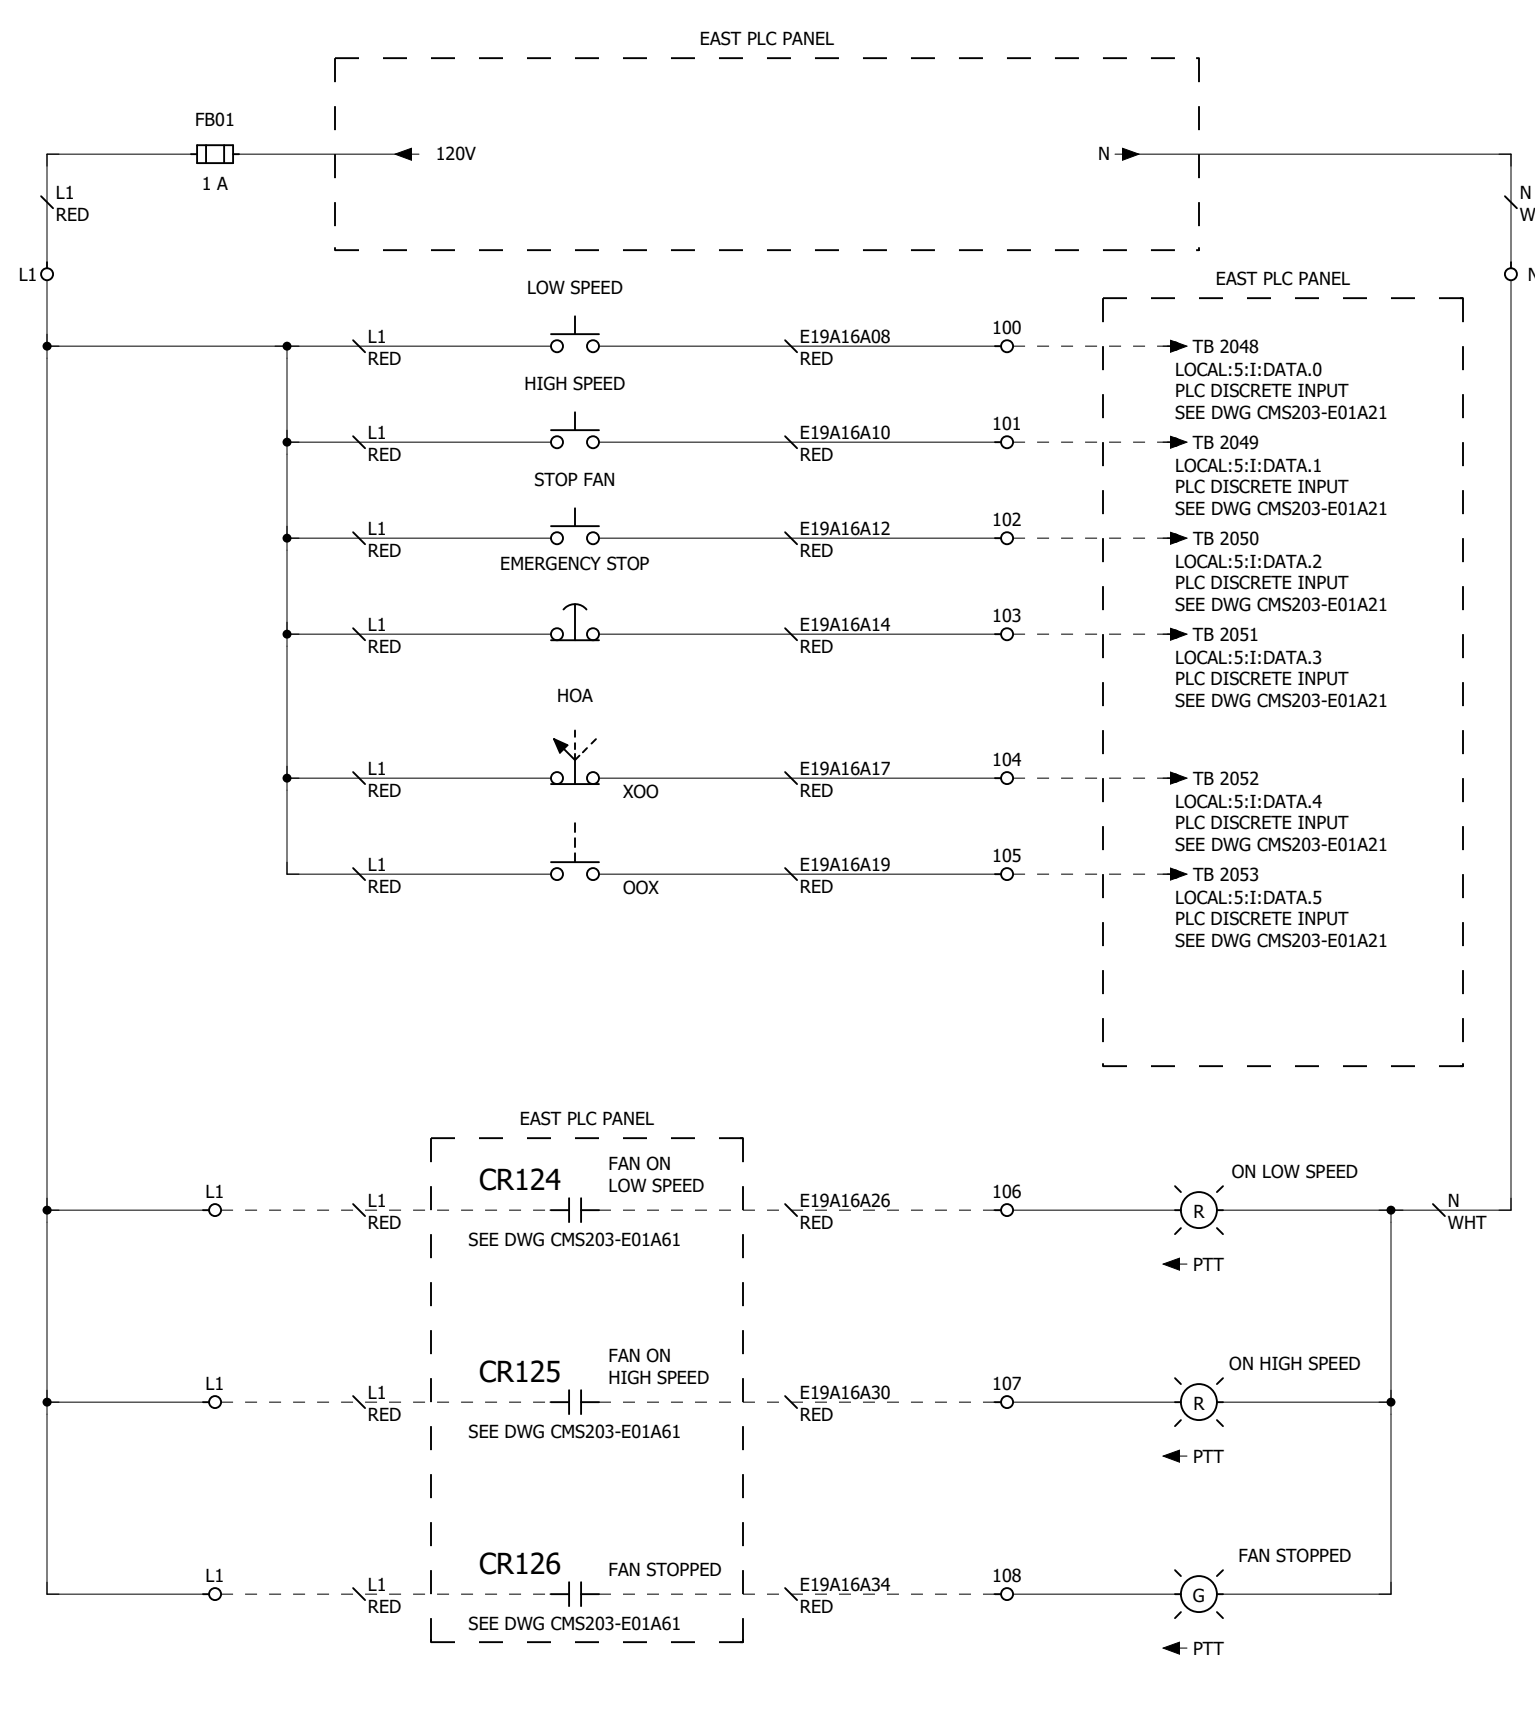 EAST PLC PANEL
FB01
120V
N
1 A
L1
RED
N
L1
EAST PLC PANEL
LOW SPEED
L1
RED
E19A16A08
RED
100
TB 2048
LOCAL:5:I:DATA.0
PLC DISCRETE INPUT
SEE DWG CMS203-E01A21
HIGH SPEED
L1
RED
E19A16A10
RED
101
TB 2049
LOCAL:5:I:DATA.1
PLC DISCRETE INPUT
SEE DWG CMS203-E01A21
STOP FAN
L1
RED
E19A16A12
RED
102
TB 2050
LOCAL:5:I:DATA.2
PLC DISCRETE INPUT
SEE DWG CMS203-E01A21
EMERGENCY STOP
L1
RED
E19A16A14
RED
103
TB 2051
LOCAL:5:I:DATA.3
PLC DISCRETE INPUT
SEE DWG CMS203-E01A21
HOA
L1
RED
XOO
E19A16A17
RED
104
TB 2052
LOCAL:5:I:DATA.4
PLC DISCRETE INPUT
SEE DWG CMS203-E01A21
L1
RED
OOX
E19A16A19
RED
105
TB 2053
LOCAL:5:I:DATA.5
PLC DISCRETE INPUT
SEE DWG CMS203-E01A21
EAST PLC PANEL
L1
L1
RED
CR124
FAN ON
LOW SPEED
SEE DWG CMS203-E01A61
E19A16A26
RED
106
ON LOW SPEED
R
PTT
N
WHT
L1
L1
RED
CR125
FAN ON
HIGH SPEED
SEE DWG CMS203-E01A61
E19A16A30
RED
107
ON HIGH SPEED
R
PTT
L1
L1
RED
CR126
FAN STOPPED
SEE DWG CMS203-E01A61
E19A16A34
RED
108
FAN STOPPED
G
PTT